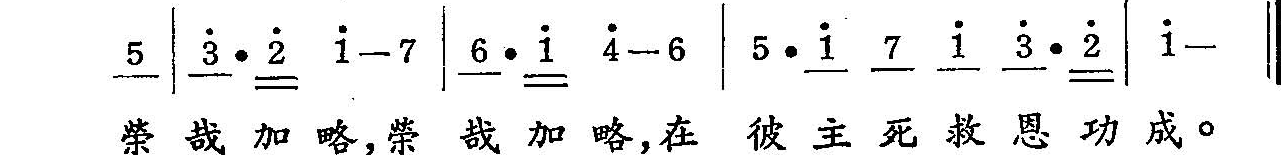 5 | 3̇•2̇ 1̇—7 | 6•1̇ 4̇—6 | 5•1̇ 7 1̇ 3̇•2̇ | 1̇— ‖
荣哉加略,荣哉加略,在彼主死救恩功成。